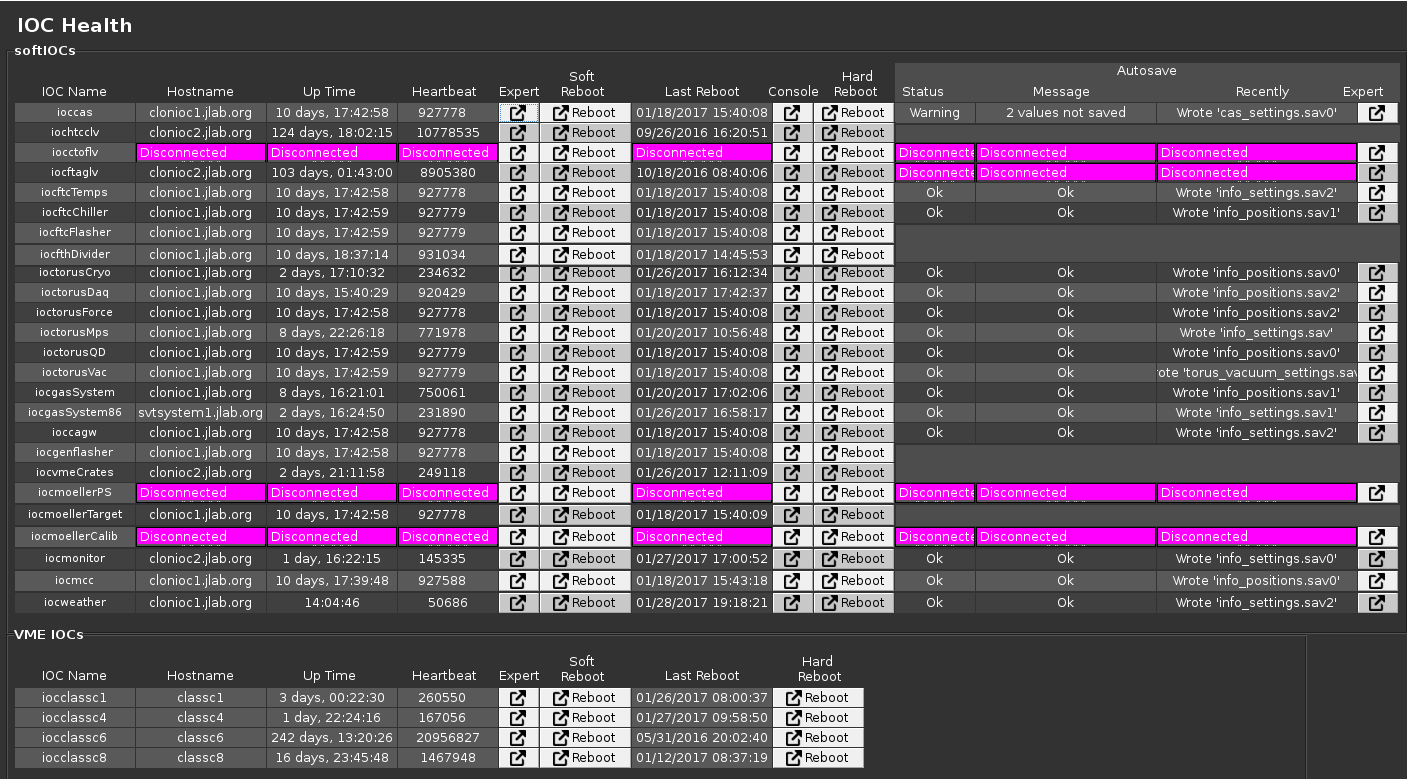 IOC Health
softIOCs
Autosave
IOC Name Hostname Up Time Heartbeat Expert Soft Reboot Last Reboot Console Hard Reboot Status Message Recently Expert
ioccas clonioc1.jlab.org 10 days, 17:42:58 927778 Reboot 01/18/2017 15:40:08 Reboot Warning 2 values not saved Wrote 'cas_settings.sav0'
iochtcclv clonioc2.jlab.org 124 days, 18:02:15 10778535 Reboot 09/26/2016 16:20:51 Reboot
iocctoflv Disconnected Disconnected Disconnected Reboot Disconnected Reboot Disconnecte Disconnected Disconnected
iocftaglv clonioc2.jlab.org 103 days, 01:43:00 8905380 Reboot 10/18/2016 08:40:06 Reboot Disconnecte Disconnected Disconnected
iocftcTemps clonioc1.jlab.org 10 days, 17:42:58 927778 Reboot 01/18/2017 15:40:08 Reboot Ok Ok Wrote 'info_settings.sav2'
iocftcChiller clonioc1.jlab.org 10 days, 17:42:59 927779 Reboot 01/18/2017 15:40:08 Reboot Ok Ok Wrote 'info_positions.sav1'
iocftcFlasher clonioc1.jlab.org 10 days, 17:42:59 927779 Reboot 01/18/2017 15:40:08 Reboot
iocfthDivider clonioc1.jlab.org 10 days, 18:37:14 931034 Reboot 01/18/2017 14:45:53 Reboot
ioctorusCryo clonioc1.jlab.org 2 days, 17:10:32 234632 Reboot 01/26/2017 16:12:34 Reboot Ok Ok Wrote 'info_positions.sav0'
ioctorusDaq clonioc1.jlab.org 10 days, 15:40:29 920429 Reboot 01/18/2017 17:42:37 Reboot Ok Ok Wrote 'info_positions.sav2'
ioctorusForce clonioc1.jlab.org 10 days, 17:42:58 927778 Reboot 01/18/2017 15:40:08 Reboot Ok Ok Wrote 'info_positions.sav2'
ioctorusMps clonioc1.jlab.org 8 days, 22:26:18 771978 Reboot 01/20/2017 10:56:48 Reboot Ok Ok Wrote 'info_settings.sav'
ioctorusQD clonioc1.jlab.org 10 days, 17:42:59 927779 Reboot 01/18/2017 15:40:08 Reboot Ok Ok Wrote 'info_positions.sav0'
ioctorusVac clonioc1.jlab.org 10 days, 17:42:59 927779 Reboot 01/18/2017 15:40:08 Reboot Ok Ok rote 'torus_vacuum_settings.sav
iocgasSystem clonioc1.jlab.org 8 days, 16:21:01 750061 Reboot 01/20/2017 17:02:06 Reboot Ok Ok Wrote 'info_positions.sav1'
iocgasSystem86 svtsystem1.jlab.org 2 days, 16:24:50 231890 Reboot 01/26/2017 16:58:17 Reboot Ok Ok Wrote 'info_settings.sav1'
ioccagw clonioc1.jlab.org 10 days, 17:42:58 927778 Reboot 01/18/2017 15:40:08 Reboot Ok Ok Wrote 'info_settings.sav2'
iocgenflasher clonioc1.jlab.org 10 days, 17:42:58 927778 Reboot 01/18/2017 15:40:08 Reboot
iocvmeCrates clonioc2.jlab.org 2 days, 21:11:58 249118 Reboot 01/26/2017 12:11:09 Reboot
iocmoellerPS Disconnected Disconnected Disconnected Reboot Disconnected Reboot Disconnecte Disconnected Disconnected
iocmoellerTarget clonioc1.jlab.org 10 days, 17:42:58 927778 Reboot 01/18/2017 15:40:09 Reboot
iocmoellerCalib Disconnected Disconnected Disconnected Reboot Disconnected Reboot Disconnecte Disconnected Disconnected
iocmonitor clonioc2.jlab.org 1 day, 16:22:15 145335 Reboot 01/27/2017 17:00:52 Reboot Ok Ok Wrote 'info_settings.sav0'
iocmcc clonioc1.jlab.org 10 days, 17:39:48 927588 Reboot 01/18/2017 15:43:18 Reboot Ok Ok Wrote 'info_positions.sav0'
iocweather clonioc1.jlab.org 14:04:46 50686 Reboot 01/28/2017 19:18:21 Reboot Ok Ok Wrote 'info_settings.sav2'
VME IOCs
IOC Name Hostname Up Time Heartbeat Expert Soft Reboot Last Reboot Hard Reboot
iocclassc1 classc1 3 days, 00:22:30 260550 Reboot 01/26/2017 08:00:37 Reboot
iocclassc4 classc4 1 day, 22:24:16 167056 Reboot 01/27/2017 09:58:50 Reboot
iocclassc6 classc6 242 days, 13:20:26 20956827 Reboot 05/31/2016 20:02:40 Reboot
iocclassc8 classc8 16 days, 23:45:48 1467948 Reboot 01/12/2017 08:37:19 Reboot